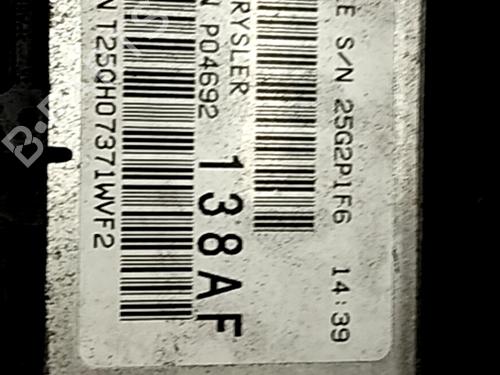 E S/N 25G2P1F6 14:39
RYSLER
N P04692 138AF
N T25QH07371WVF2